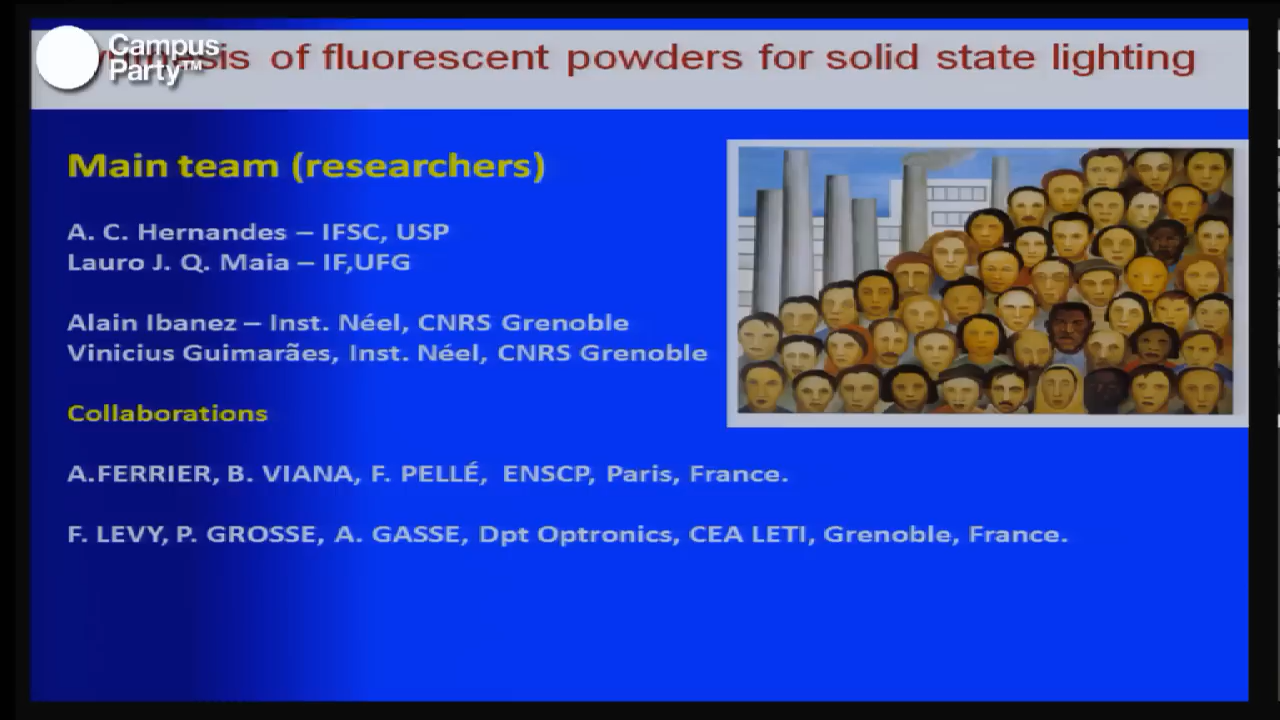 Campus
Party™
of fluorescent powders for solid state lighting
Main team (researchers)
A. C. Hernandes – IFSC, USP
Lauro J. Q. Maia – IF,UFG
Alain Ibanez – Inst. Néel, CNRS Grenoble
Vinicius Guimarães, Inst. Néel, CNRS Grenoble
Collaborations
A.FERRIER, B. VIANA, F. PELLÉ, ENSCP, Paris, France.
F. LEVY, P. GROSSE, A. GASSE, Dpt Optronics, CEA LETI, Grenoble, France.